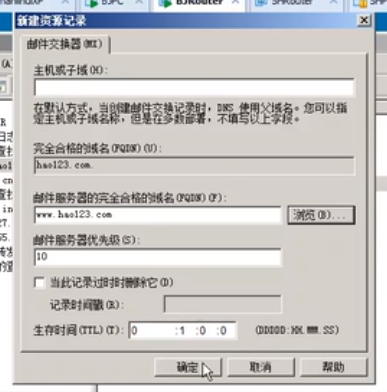 BJPC
BJRouter
SHRouter
新建资源记录
邮件交换器(MX)
主机或子域(H):
在默认方式，当创建邮件交换记录时，DNS 使用父域名。您可以指
定主机或子域名称，但是在多数部署，不填写以上字段。
完全合格的域名(FQDN)(U):
hao123.com.
邮件服务器的完全合格的域名(FQDN)(F):
www.hao123.com
浏览(B)...
邮件服务器优先级(S):
10
当此记录过时时删除它(D)
记录时间戳(R):
生存时间(TTL)(T):
0 :1 :0 :0
(DDDDD:HH.MM.SS)
确定
取消
帮助